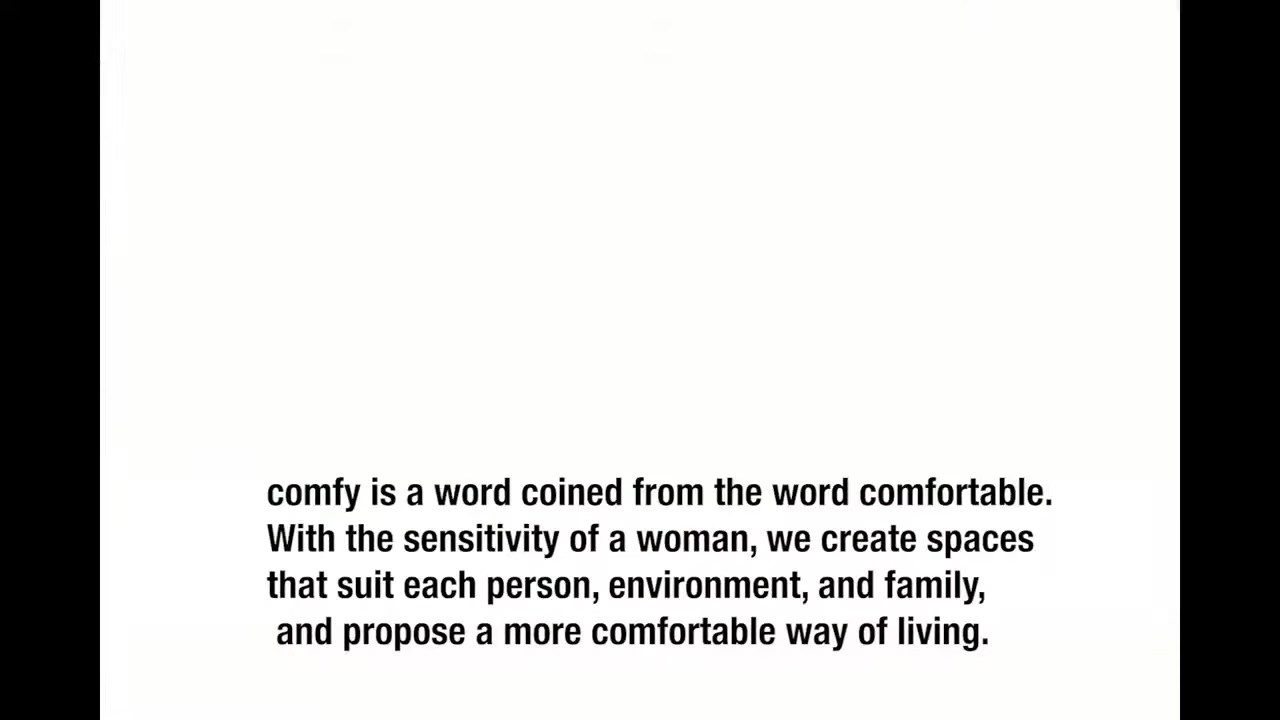 comfy is a word coined from the word comfortable.
With the sensitivity of a woman, we create spaces
that suit each person, environment, and family,
and propose a more comfortable way of living.